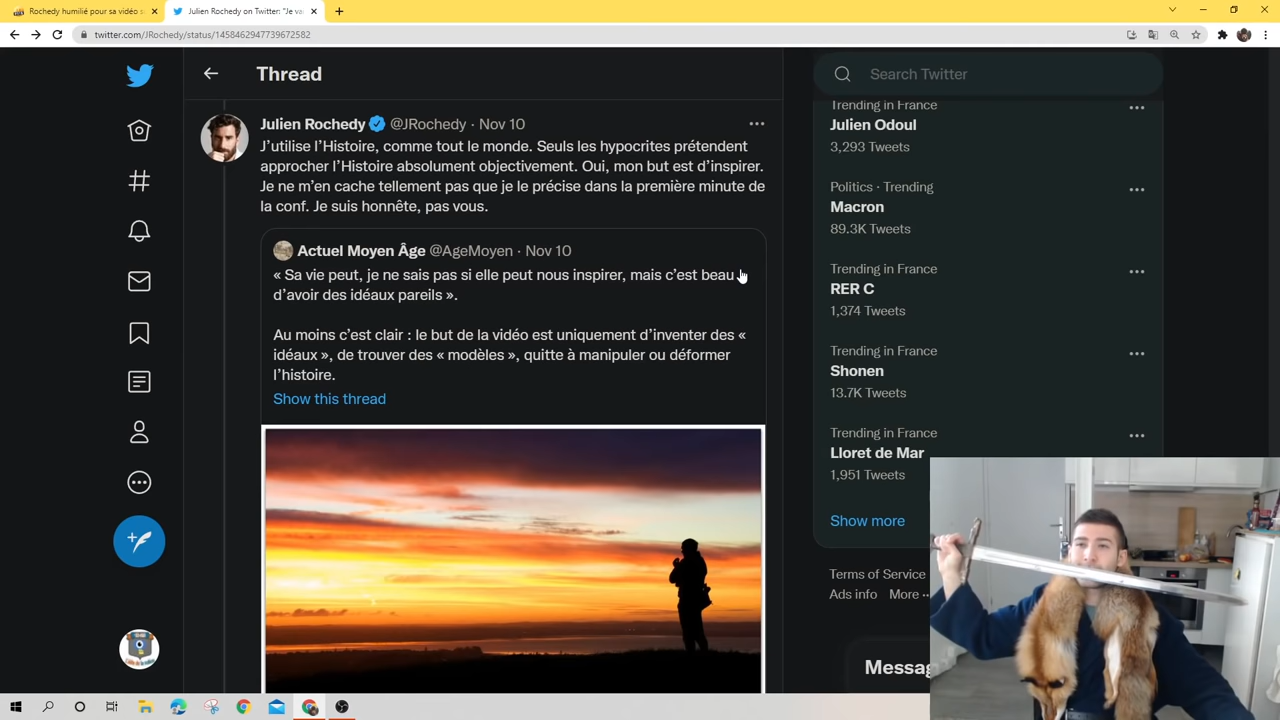 Rochedy humilié pour sa vidéo s
Julien Rochedy on Twitter: "Je va
twitter.com/JRochedy/status/1458462947739672582
Thread
Julien Rochedy @JRochedy · Nov 10
J'utilise l'Histoire, comme tout le monde. Seuls les hypocrites prétendent
approcher l'Histoire absolument objectivement. Oui, mon but est d'inspirer.
Je ne m'en cache tellement pas que je le précise dans la première minute de
la conf. Je suis honnête, pas vous.
Actuel Moyen Âge @AgeMoyen · Nov 10
« Sa vie peut, je ne sais pas si elle peut nous inspirer, mais c'est beau
d'avoir des idéaux pareils ».
Au moins c'est clair : le but de la vidéo est uniquement d'inventer des «
idéaux », de trouver des « modèles », quitte à manipuler ou déformer
l'histoire.
Show this thread
Search Twitter
Trending in France
Julien Odoul
3,293 Tweets
Politics · Trending
Macron
89.3K Tweets
Trending in France
RER C
1,374 Tweets
Trending in France
Shonen
13.7K Tweets
Trending in France
Lloret de Mar
1,951 Tweets
Show more
Terms of Service
Ads info More ··
Messag